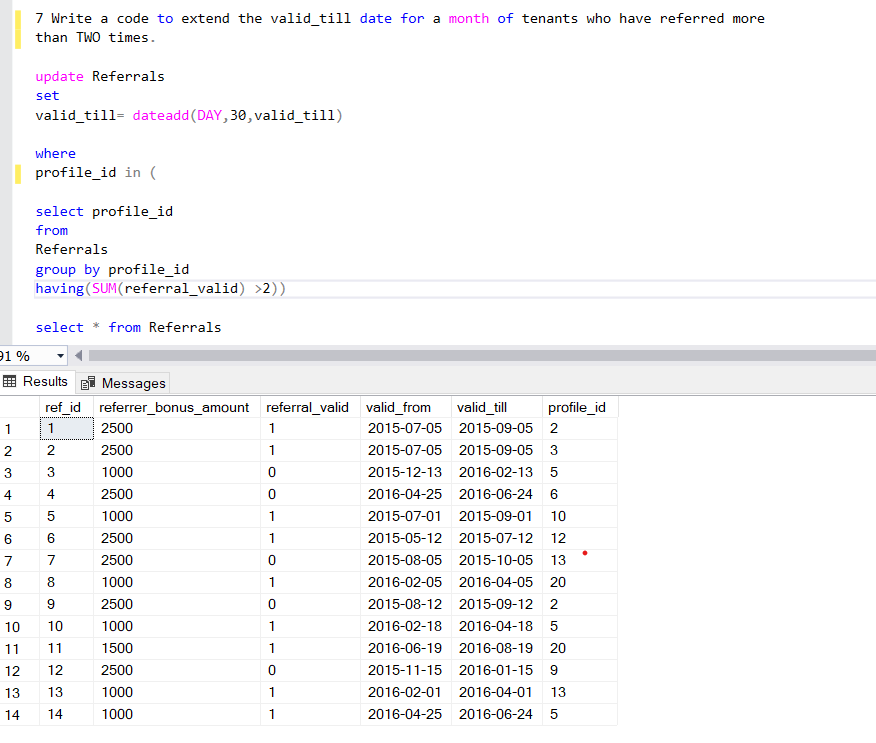 7 Write a code to extend the valid_till date for a month of tenants who have referred more
than TWO times.
update Referrals
set
valid_till= dateadd(DAY,30,valid_till)
where
profile_id in (
select profile_id
from
Referrals
group by profile_id
having(SUM(referral_valid) >2))
select * from Referrals
91 %
Results Messages
ref_id referrer_bonus_amount referral_valid valid_from valid_till profile_id
1 1 2500 1 2015-07-05 2015-09-05 2
2 2 2500 1 2015-07-05 2015-09-05 3
3 3 1000 0 2015-12-13 2016-02-13 5
4 4 2500 0 2016-04-25 2016-06-24 6
5 5 1000 1 2015-07-01 2015-09-01 10
6 6 2500 1 2015-05-12 2015-07-12 12
7 7 2500 0 2015-08-05 2015-10-05 13
8 8 1000 1 2016-02-05 2016-04-05 20
9 9 2500 0 2015-08-12 2015-09-12 2
10 10 1000 1 2016-02-18 2016-04-18 5
11 11 1500 1 2016-06-19 2016-08-19 20
12 12 2500 0 2015-11-15 2016-01-15 9
13 13 1000 1 2016-02-01 2016-04-01 13
14 14 1000 1 2016-04-25 2016-06-24 5